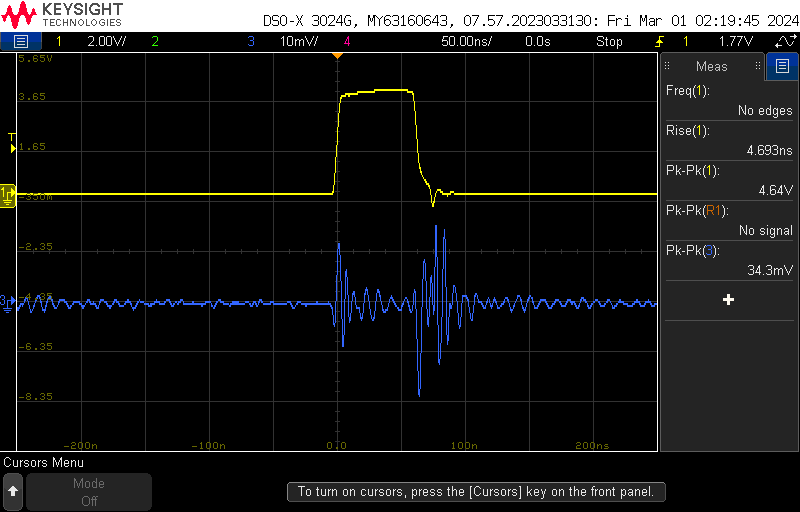 KEYSIGHT
TECHNOLOGIES
DSO-X 3024G, MY63160643, 07.57.2023033130: Fri Mar 01 02:19:45 2024
1 2.00V/ 2 3 10mV/ 4 50.00ns/ 0.0s Stop 1 1.77V
5.65V
3.65
T
1.65
1
-350m
-2.35
3
-4.35
-6.35
-8.35
-200n -100n 0.0 100n 200ns
Meas
Freq(1):
No edges
Rise(1):
4.693ns
Pk-Pk(1):
4.64V
Pk-Pk(R1):
No signal
Pk-Pk(3):
34.3mV
+
Cursors Menu
Mode
Off
To turn on cursors, press the [Cursors] key on the front panel.